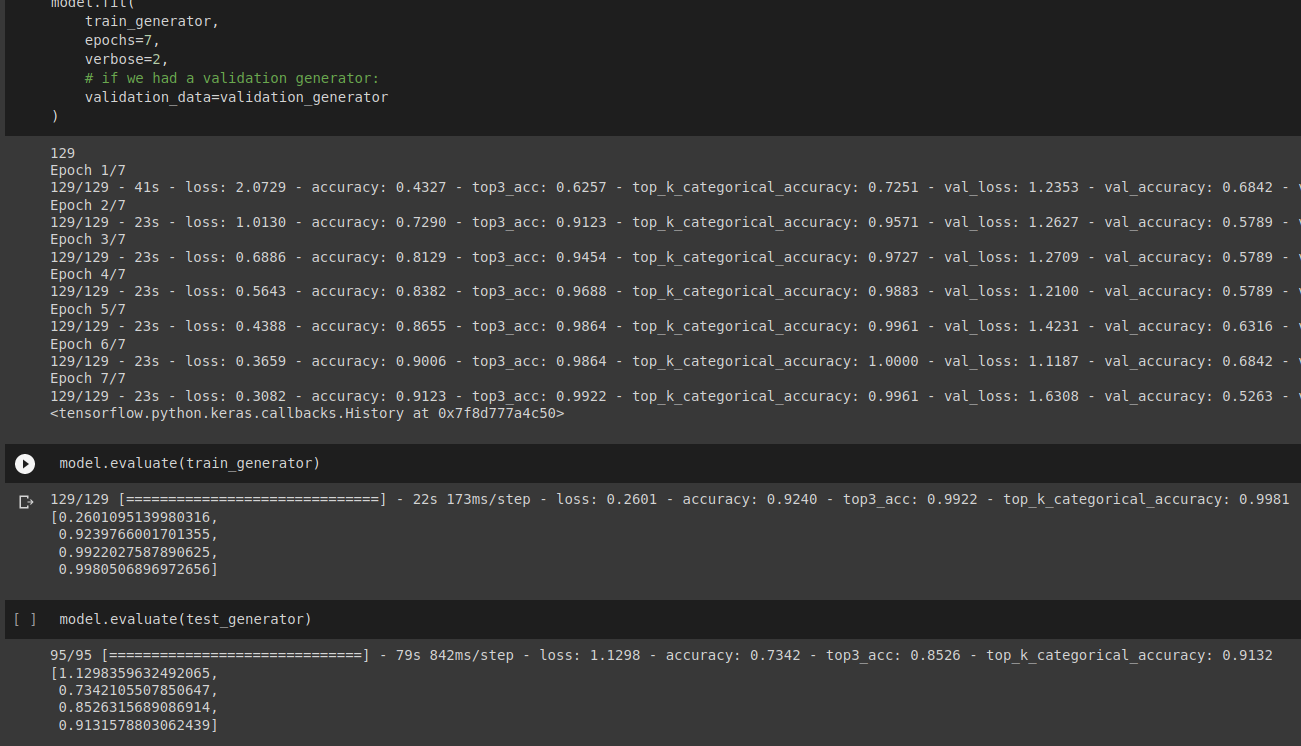 model.fit(
train_generator,
epochs=7,
verbose=2,
# if we had a validation generator:
validation_data=validation_generator
)
129
Epoch 1/7
129/129 - 41s - loss: 2.0729 - accuracy: 0.4327 - top3_acc: 0.6257 - top_k_categorical_accuracy: 0.7251 - val_loss: 1.2353 - val_accuracy: 0.6842 -
Epoch 2/7
129/129 - 23s - loss: 1.0130 - accuracy: 0.7290 - top3_acc: 0.9123 - top_k_categorical_accuracy: 0.9571 - val_loss: 1.2627 - val_accuracy: 0.5789 -
Epoch 3/7
129/129 - 23s - loss: 0.6886 - accuracy: 0.8129 - top3_acc: 0.9454 - top_k_categorical_accuracy: 0.9727 - val_loss: 1.2709 - val_accuracy: 0.5789 -
Epoch 4/7
129/129 - 23s - loss: 0.5643 - accuracy: 0.8382 - top3_acc: 0.9688 - top_k_categorical_accuracy: 0.9883 - val_loss: 1.2100 - val_accuracy: 0.5789 -
Epoch 5/7
129/129 - 23s - loss: 0.4388 - accuracy: 0.8655 - top3_acc: 0.9864 - top_k_categorical_accuracy: 0.9961 - val_loss: 1.4231 - val_accuracy: 0.6316 -
Epoch 6/7
129/129 - 23s - loss: 0.3659 - accuracy: 0.9006 - top3_acc: 0.9864 - top_k_categorical_accuracy: 1.0000 - val_loss: 1.1187 - val_accuracy: 0.6842 -
Epoch 7/7
129/129 - 23s - loss: 0.3082 - accuracy: 0.9123 - top3_acc: 0.9922 - top_k_categorical_accuracy: 0.9961 - val_loss: 1.6308 - val_accuracy: 0.5263 -
<tensorflow.python.keras.callbacks.History at 0x7f8d777a4c50>
model.evaluate(train_generator)
129/129 [==============================] - 22s 173ms/step - loss: 0.2601 - accuracy: 0.9240 - top3_acc: 0.9922 - top_k_categorical_accuracy: 0.9981
[0.2601095139980316,
0.9239766001701355,
0.9922027587890625,
0.9980506896972656]
[ ] model.evaluate(test_generator)
95/95 [==============================] - 79s 842ms/step - loss: 1.1298 - accuracy: 0.7342 - top3_acc: 0.8526 - top_k_categorical_accuracy: 0.9132
[1.1298359632492065,
0.7342105507850647,
0.8526315689086914,
0.9131578803062439]